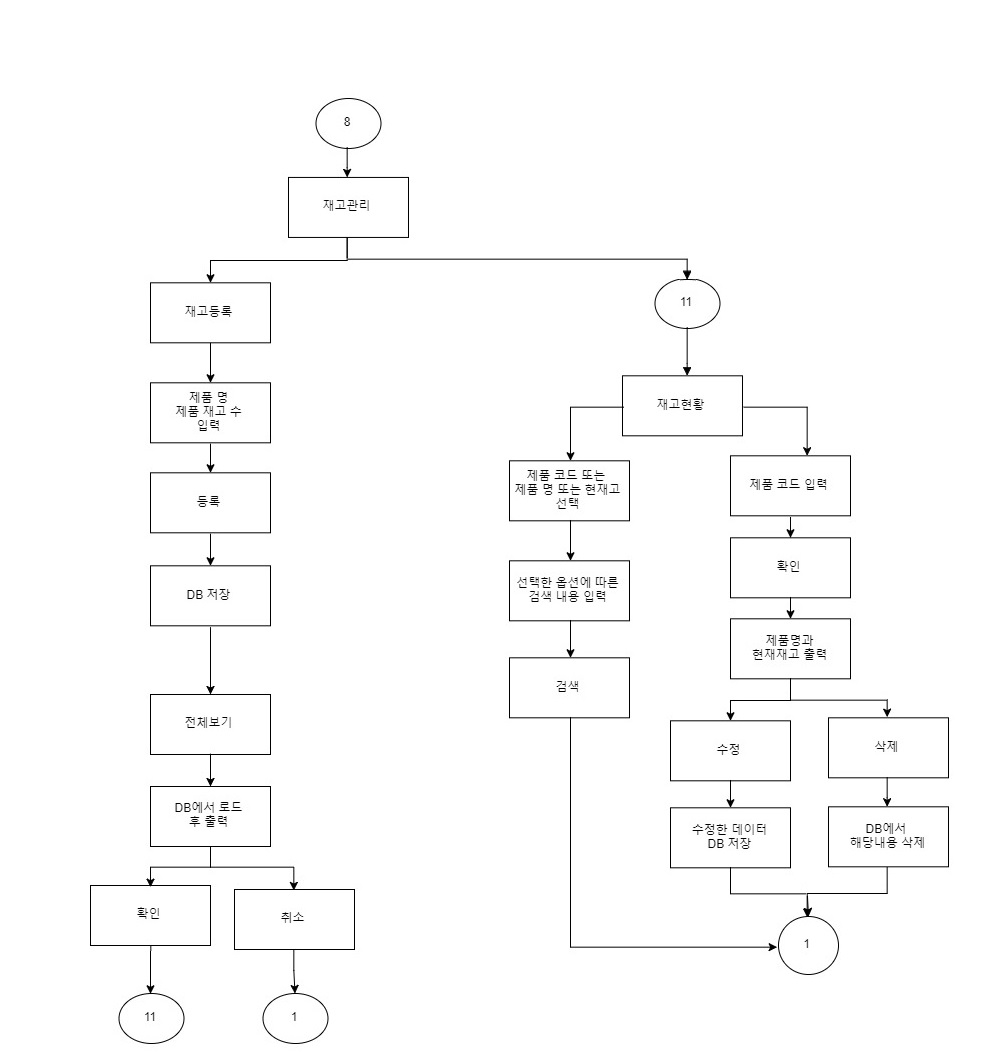 8
재고관리
재고등록
제품 명
제품 재고 수
입력
등록
DB 저장
전체보기
DB에서 로드
후 출력
확인
취소
11
1
11
재고현황
제품 코드 또는
제품 명 또는 현재고
선택
선택한 옵션에 따른
검색 내용 입력
검색
제품 코드 입력
확인
제품명과
현재재고 출력
수정
삭제
수정한 데이터
DB 저장
DB에서
해당내용 삭제
1